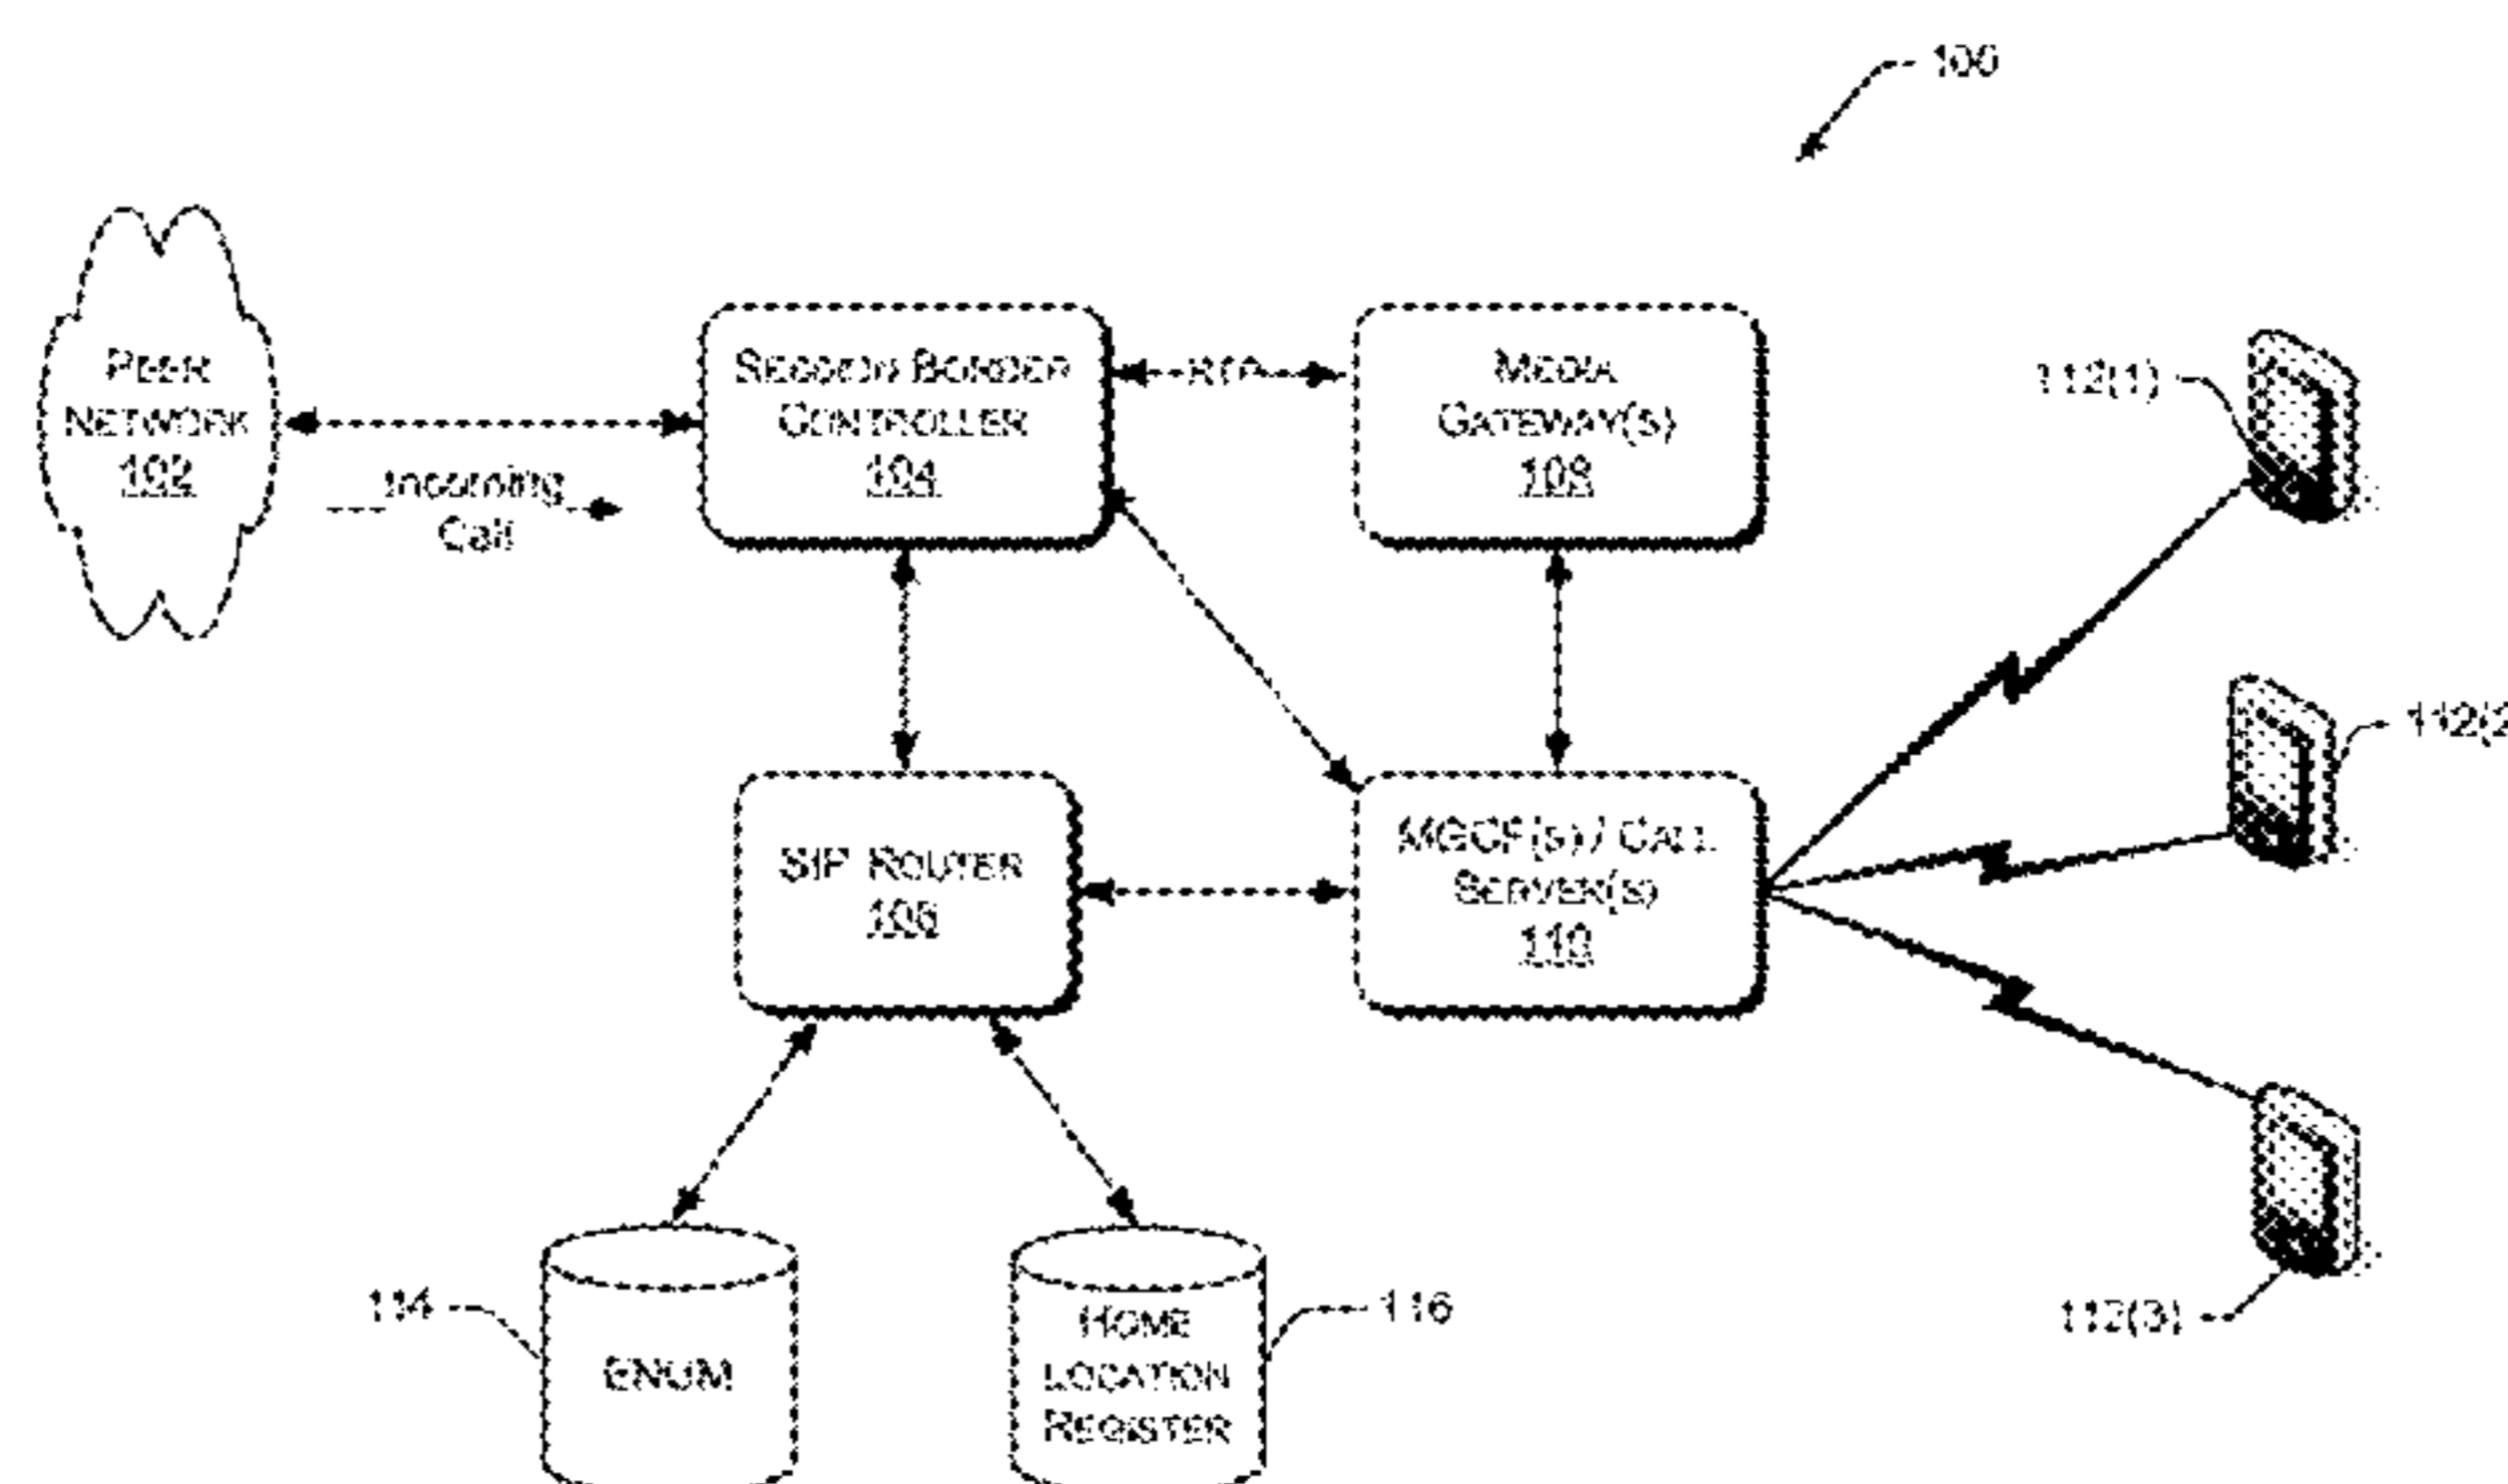 100
PEER
NETWORK
102
Incoming
Call
SESSION BORDER
CONTROLLER
104
RTP
MEDIA
GATEWAY(S)
108
112(1)
112(2
SIP ROUTER
106
MGCF(S) / CALL
SERVER(S)
110
114
ENUM
HOME
LOCATION
REGISTER
116
112(3)